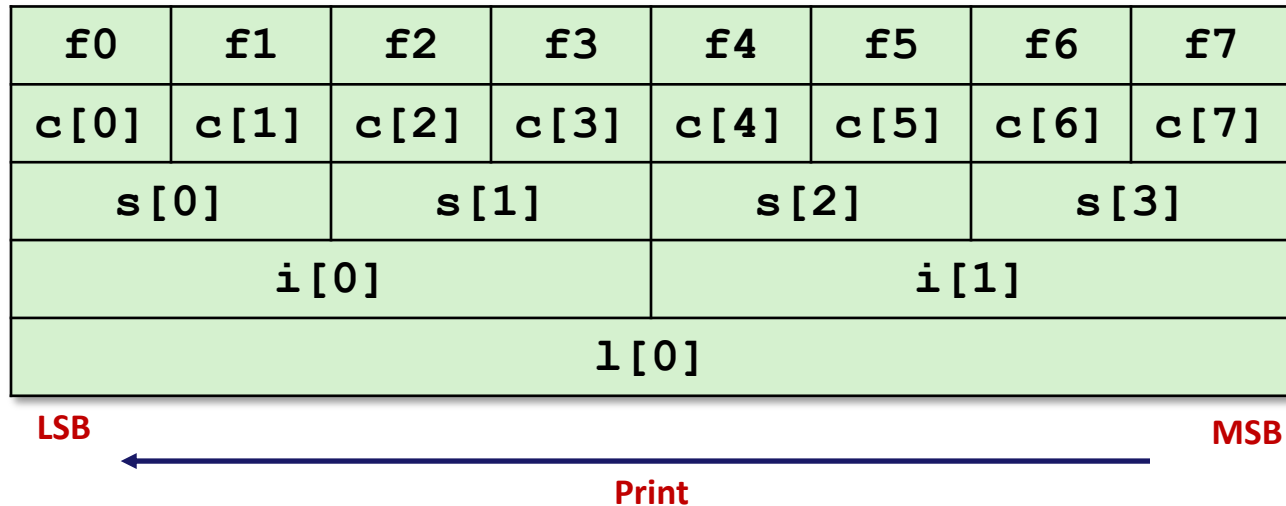 f0 f1 f2 f3 f4 f5 f6 f7
c[0] c[1] c[2] c[3] c[4] c[5] c[6] c[7]
s[0] s[1] s[2] s[3]
i[0] i[1]
l[0]
LSB MSB
Print